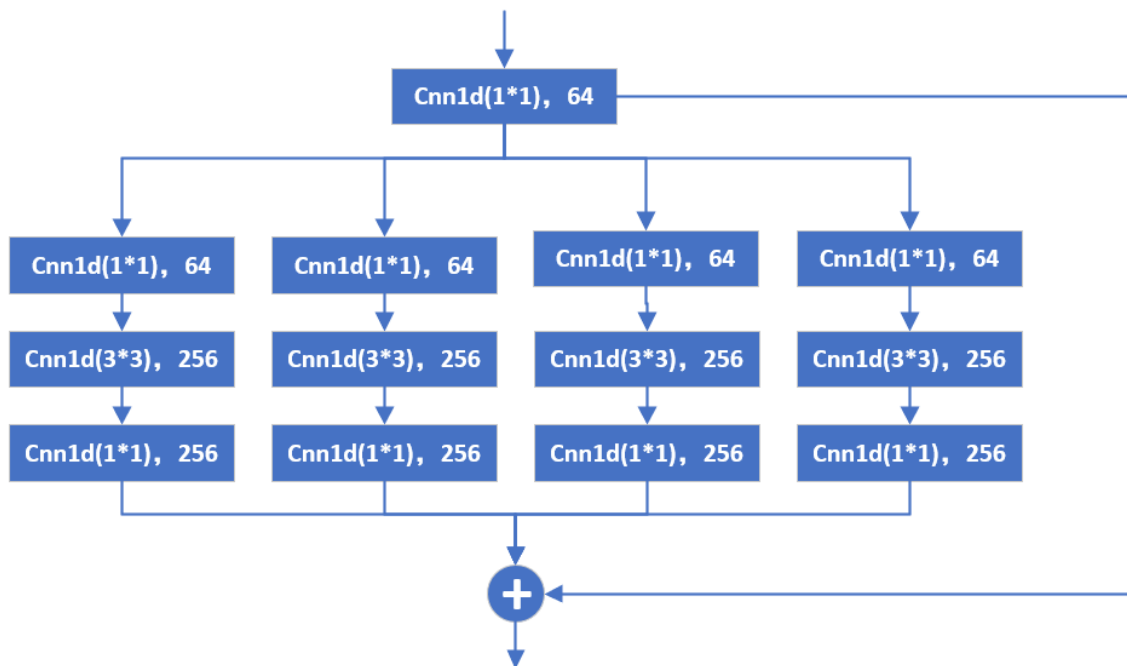 Cnn1d(1*1), 64
Cnn1d(1*1), 64
Cnn1d(1*1), 64
Cnn1d(1*1), 64
Cnn1d(1*1), 64
Cnn1d(3*3), 256
Cnn1d(3*3), 256
Cnn1d(3*3), 256
Cnn1d(3*3), 256
Cnn1d(1*1), 256
Cnn1d(1*1), 256
Cnn1d(1*1), 256
Cnn1d(1*1), 256
+